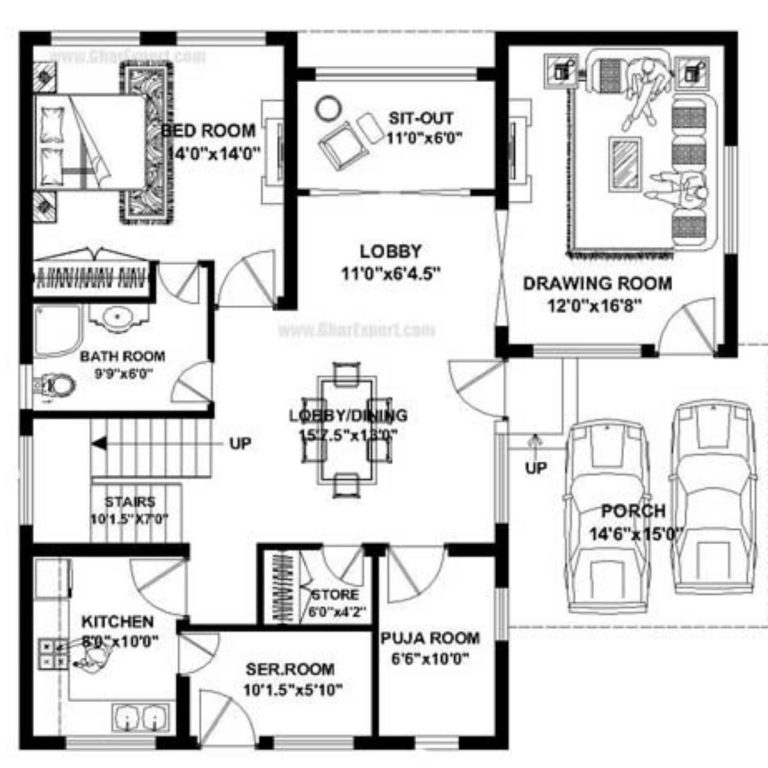 www.GharExpert.com
BED ROOM
14'0"x14'0"
SIT-OUT
11'0"x6'0"
LOBBY
11'0"x6'4.5"
DRAWING ROOM
12'0"x16'8"
www.GharExpert.com
BATH ROOM
9'9"x6'0"
LOBBY/DINING
15'7.5"x13'0"
UP
UP
STAIRS
10'1.5"x7'0"
PORCH
14'6"x15'0"
STORE
6'0"x4'2"
KITCHEN
8'0"x10'0"
PUJA ROOM
6'6"x10'0"
SER.ROOM
10'1.5"x5'10"